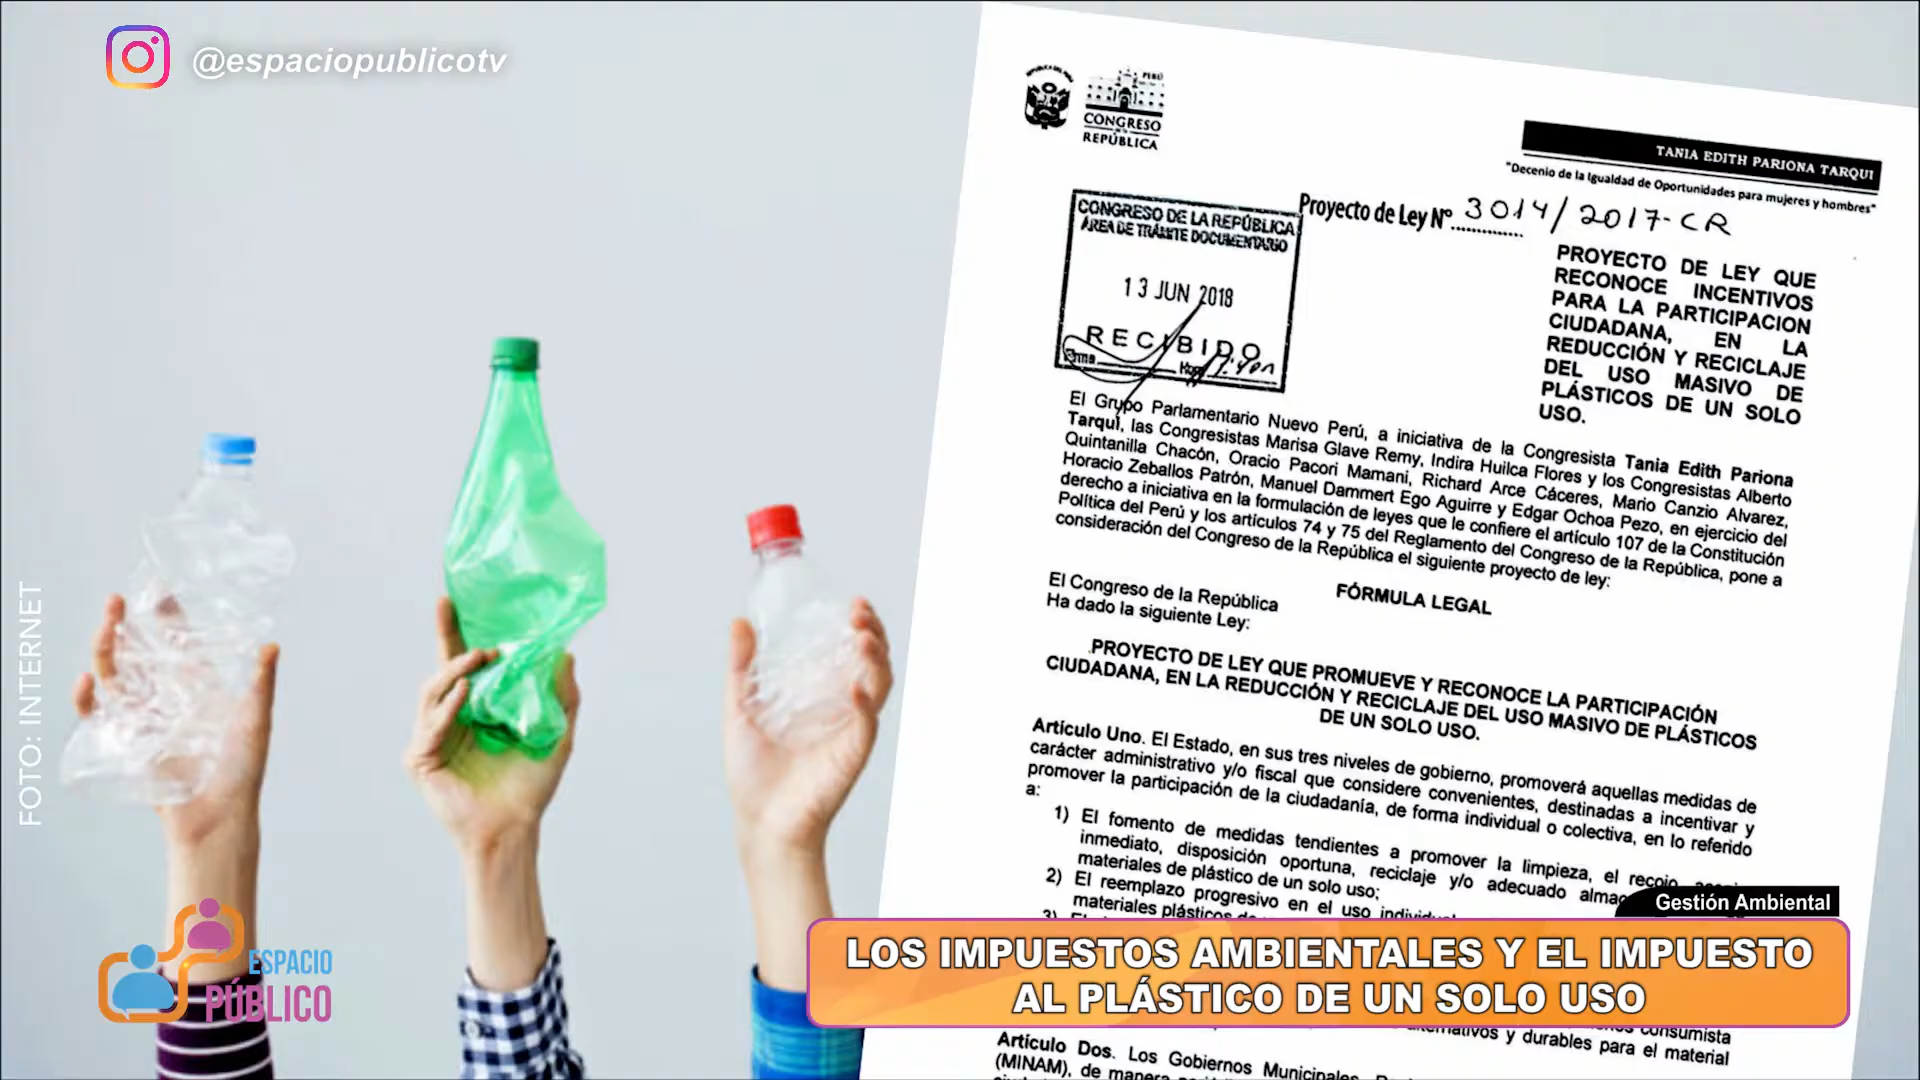 @espaciopublicotv
FOTO: INTERNET
ESPACIO
PÚBLICO
REPÚBLICA DEL PERÚ
PERÚ
CONGRESO
de la
REPÚBLICA
TANIA EDITH PARIONA TARQUI
"Decenio de la Igualdad de Oportunidades para mujeres y hombres"
CONGRESO DE LA REPÚBLICA
ÁREA DE TRÁMITE DOCUMENTARIO
13 JUN 2018
RECIBIDO
Firma Hora
Proyecto de Ley Nº 3014/2017-CR
PROYECTO DE LEY QUE
RECONOCE INCENTIVOS
PARA LA PARTICIPACION
CIUDADANA, EN LA
REDUCCIÓN Y RECICLAJE
DEL USO MASIVO DE
PLÁSTICOS DE UN SOLO
USO.
El Grupo Parlamentario Nuevo Perú, a iniciativa de la Congresista Tania Edith Pariona
Tarqui, las Congresistas Marisa Glave Remy, Indira Huilca Flores y los Congresistas Alberto
Quintanilla Chacón, Oracio Pacori Mamani, Richard Arce Cáceres, Mario Canzio Alvarez,
Horacio Zeballos Patrón, Manuel Dammert Ego Aguirre y Edgar Ochoa Pezo, en ejercicio del
derecho a iniciativa en la formulación de leyes que le confiere el artículo 107 de la Constitución
Política del Perú y los artículos 74 y 75 del Reglamento del Congreso de la República, pone a
consideración del Congreso de la República el siguiente proyecto de ley:
FÓRMULA LEGAL
El Congreso de la República
Ha dado la siguiente Ley:
PROYECTO DE LEY QUE PROMUEVE Y RECONOCE LA PARTICIPACIÓN
CIUDADANA, EN LA REDUCCIÓN Y RECICLAJE DEL USO MASIVO DE PLÁSTICOS
DE UN SOLO USO.
Artículo Uno. El Estado, en sus tres niveles de gobierno, promoverá aquellas medidas de
carácter administrativo y/o fiscal que considere convenientes, destinadas a incentivar y
promover la participación de la ciudadanía, de forma individual o colectiva, en lo referido
a:
1) El fomento de medidas tendientes a promover la limpieza, el recojo
inmediato, disposición oportuna, reciclaje y/o adecuado
materiales de plástico de un solo uso;
2) El reemplazo progresivo en el uso
materiales plásticos
3)
Gestión Ambiental
LOS IMPUESTOS AMBIENTALES Y EL IMPUESTO
AL PLÁSTICO DE UN SOLO USO
consumista
y durables para el material
Artículo Dos. Los Gobiernos Municipales,
(MINAM), de manera